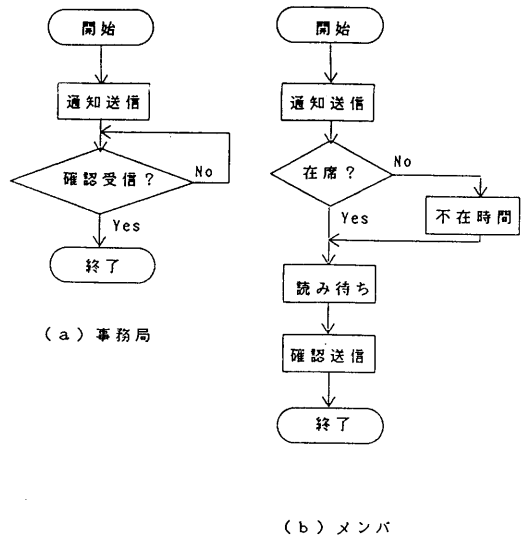 開始
通知送信
確認受信？
No
Yes
終了
（a）事務局
開始
通知送信
在席？
No
不在時間
Yes
読み待ち
確認送信
終了
（b）メンバ